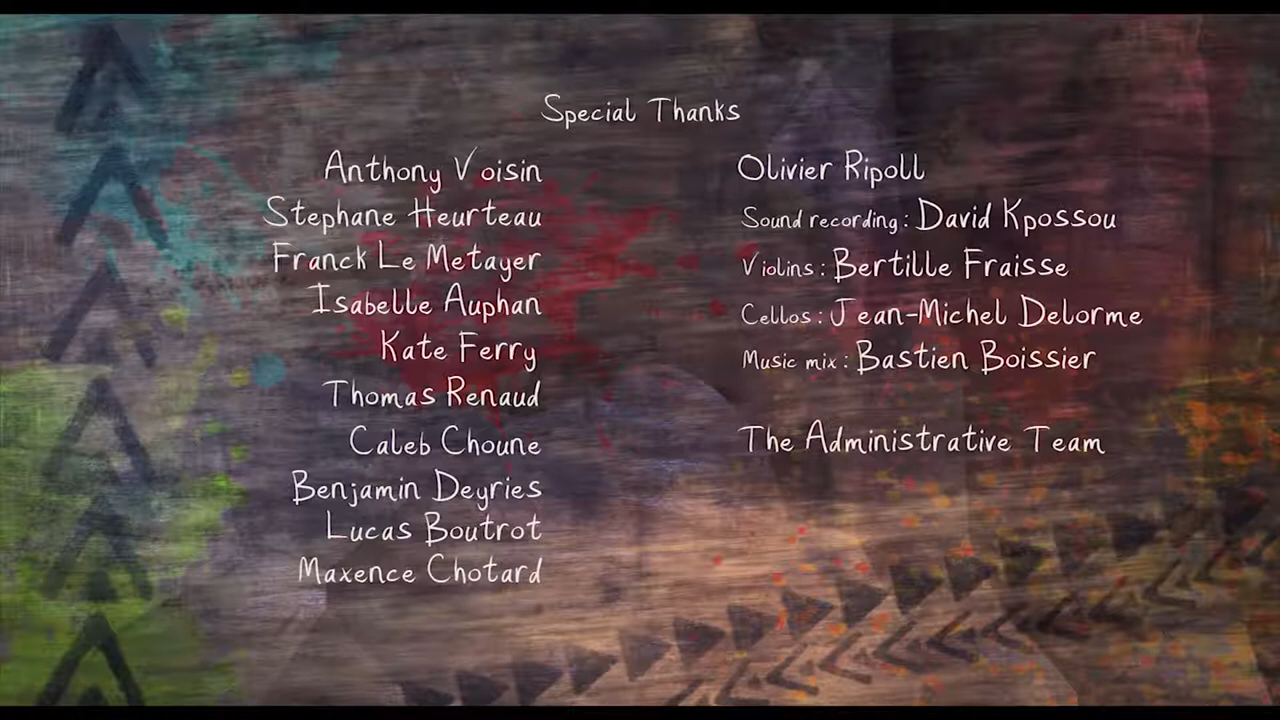 Special Thanks
Anthony Voisin
Stephane Heurteau
Franck Le Metayer
Isabelle Auphan
Kate Ferry
Thomas Renaud
Caleb Choune
Benjamin Deyries
Lucas Boutrot
Maxence Chotard
Olivier Ripoll
Sound recording : David Kpossou
Violins : Bertille Fraisse
Cellos : Jean-Michel Delorme
Music mix : Bastien Boissier
The Administrative Team